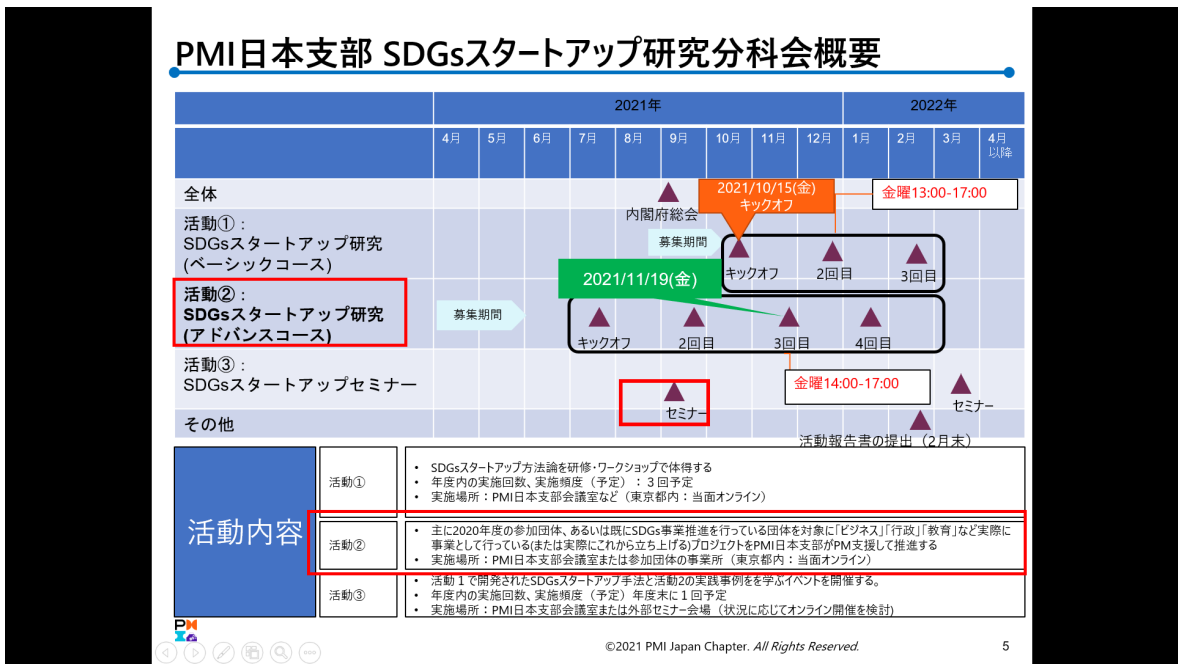 PMI日本支部 SDGsスタートアップ研究分科会概要
2021年
2022年
4月 5月 6月 7月 8月 9月 10月 11月 12月 1月 2月 3月 4月
以降
全体
内閣府総会
2021/10/15(金)
キックオフ
金曜13:00-17:00
活動①：
SDGsスタートアップ研究
(ベーシックコース)
募集期間
キックオフ
2回目
3回目
2021/11/19(金)
活動②：
SDGsスタートアップ研究
(アドバンスコース)
募集期間
キックオフ
2回目
3回目
4回目
活動③：
SDGsスタートアップセミナー
セミナー
金曜14:00-17:00
セミナー
その他
活動報告書の提出（2月末）
活動内容
活動①
• SDGsスタートアップ方法論を研修・ワークショップで体得する
• 年度内の実施回数、実施頻度（予定）：３回予定
• 実施場所：PMI日本支部会議室など（東京都内：当面オンライン）
活動②
• 主に2020年度の参加団体、あるいは既にSDGs事業推進を行っている団体を対象に｢ビジネス｣｢行政｣｢教育｣など実際に
事業として行っている(または実際にこれから立ち上げる)プロジェクトをPMI日本支部がPM支援して推進する
• 実施場所：PMI日本支部会議室または参加団体の事業所（東京都内：当面オンライン）
活動③
• 活動１で開発されたSDGsスタートアップ手法と活動2の実践事例をを学ぶイベントを開催する。
• 年度内の実施回数、実施頻度（予定）年度末に１回予定
• 実施場所：PMI日本支部会議室または外部セミナー会場（状況に応じてオンライン開催を検討)
PMI
©2021 PMI Japan Chapter. All Rights Reserved.
5